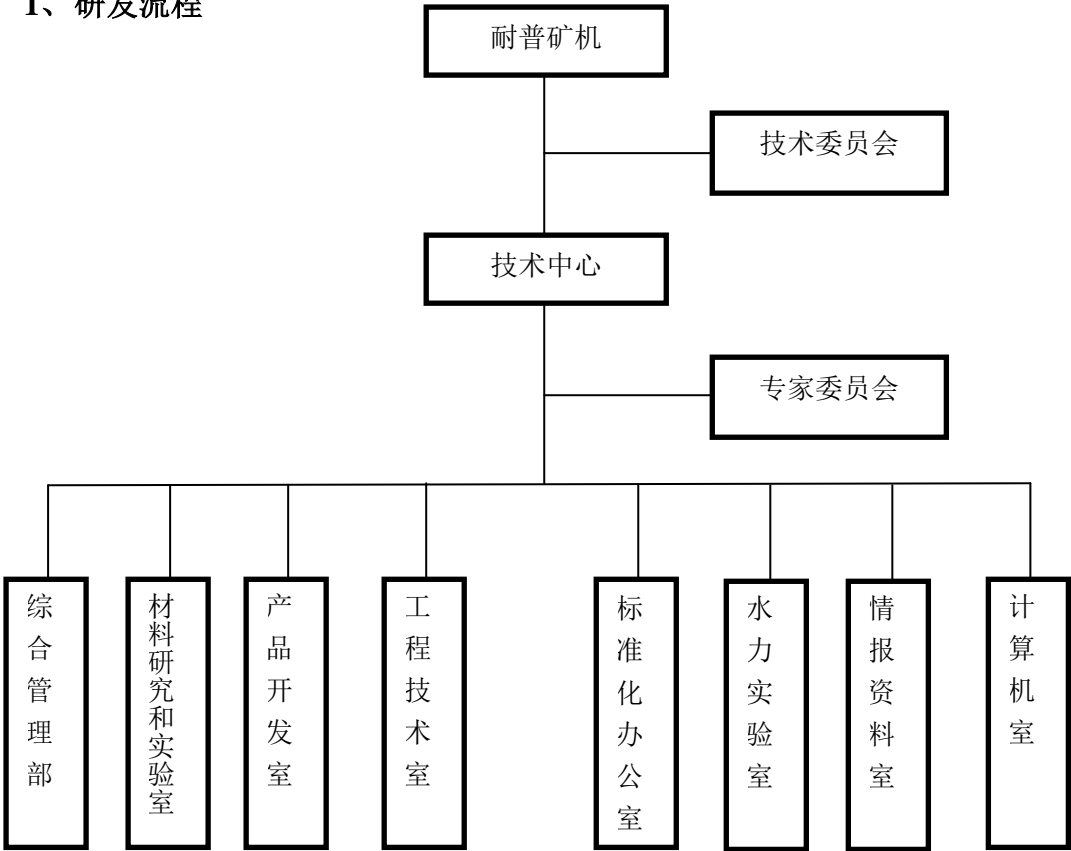 1、研发流程
耐普矿机
技术委员会
技术中心
专家委员会
综合管理部
材料研究和实验室
产品开发室
工程技术室
标准化办公室
水力实验室
情报资料室
计算机室